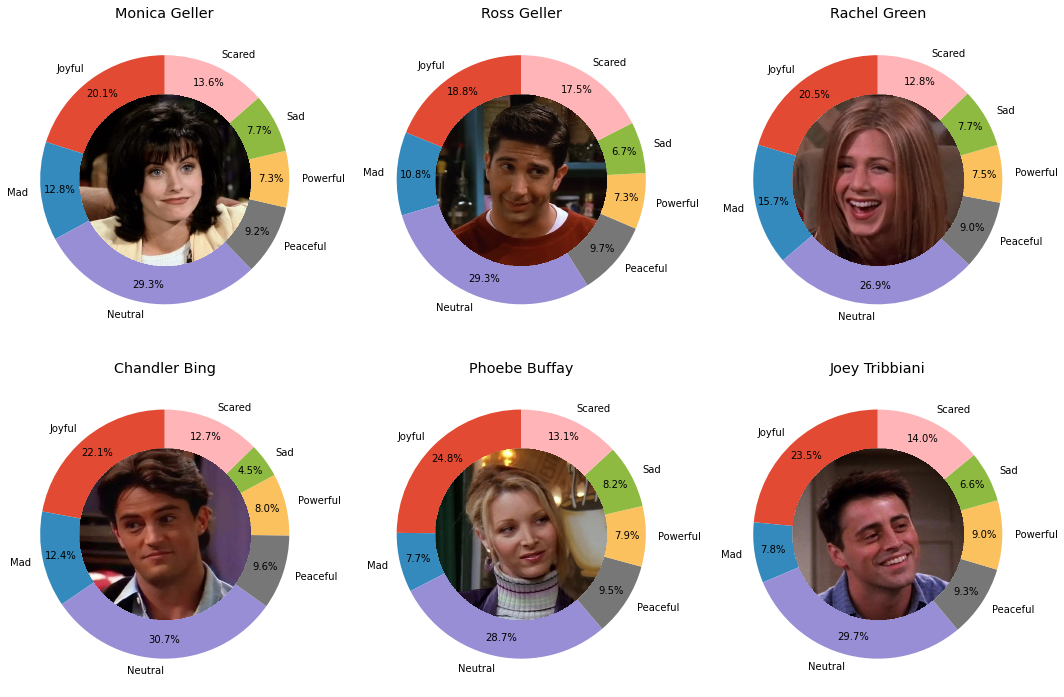 Monica Geller
Scared
Joyful
13.6%
20.1%
Sad
7.7%
7.3%
Powerful
Mad
12.8%
9.2%
Peaceful
29.3%
Neutral
Ross Geller
Scared
Joyful
17.5%
18.8%
Sad
6.7%
Mad
10.8%
7.3%
Powerful
9.7%
Peaceful
29.3%
Neutral
Rachel Green
Scared
Joyful
12.8%
20.5%
Sad
7.7%
7.5%
Powerful
Mad
15.7%
9.0%
Peaceful
26.9%
Neutral
Chandler Bing
Scared
Joyful
12.7%
22.1%
Sad
4.5%
Powerful
8.0%
Mad
12.4%
9.6%
Peaceful
30.7%
Neutral
Phoebe Buffay
Scared
Joyful
13.1%
24.8%
Sad
8.2%
7.9%
Powerful
Mad
7.7%
9.5%
Peaceful
28.7%
Neutral
Joey Tribbiani
Scared
Joyful
14.0%
23.5%
Sad
6.6%
9.0%
Powerful
Mad
7.8%
9.3%
Peaceful
29.7%
Neutral